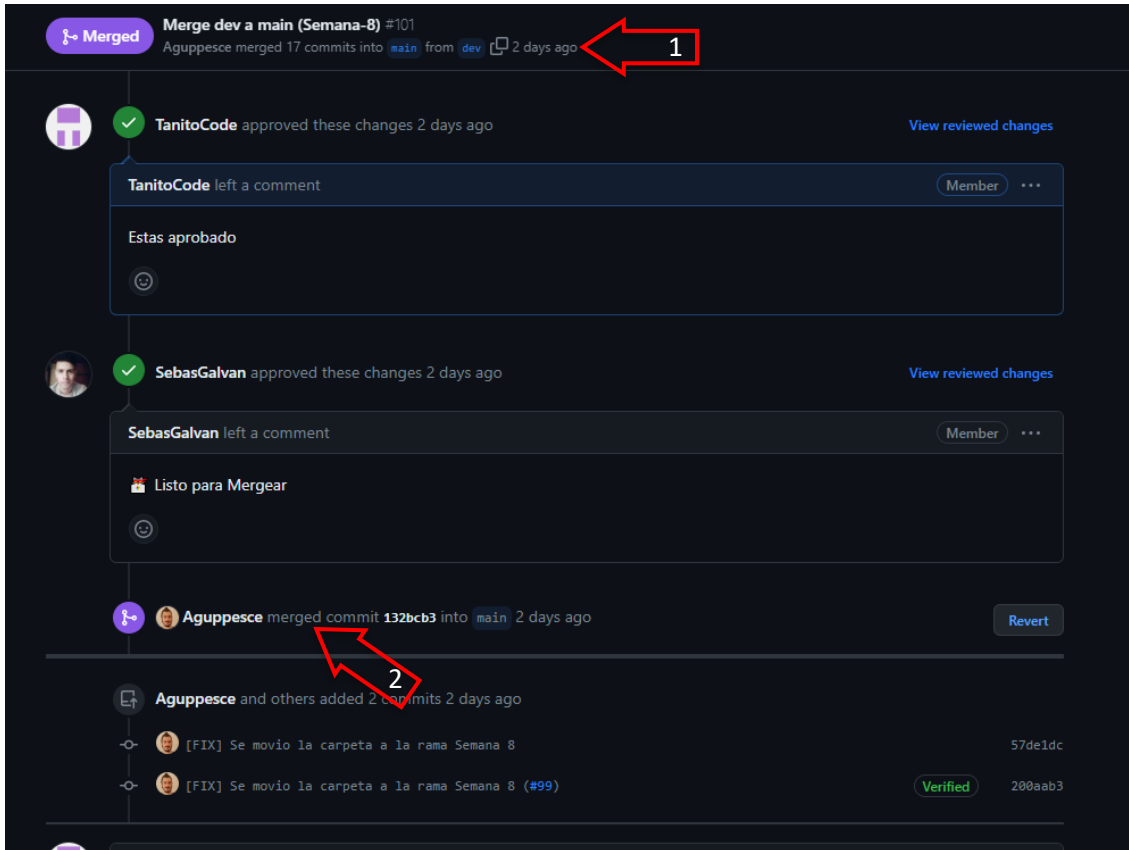 Merged
Merge dev a main (Semana-8) #101
Aguppesce merged 17 commits into main from dev 2 days ago
1
TanitoCode approved these changes 2 days ago
View reviewed changes
TanitoCode left a comment
Member
Estas aprobado
SebasGalvan approved these changes 2 days ago
View reviewed changes
SebasGalvan left a comment
Member
Listo para Mergear
Aguppesce merged commit 132bcb3 into main 2 days ago
Revert
2
Aguppesce and others added 2 commits 2 days ago
[FIX] Se movio la carpeta a la rama Semana 8
57de1dc
[FIX] Se movio la carpeta a la rama Semana 8 (#99)
Verified
200aab3